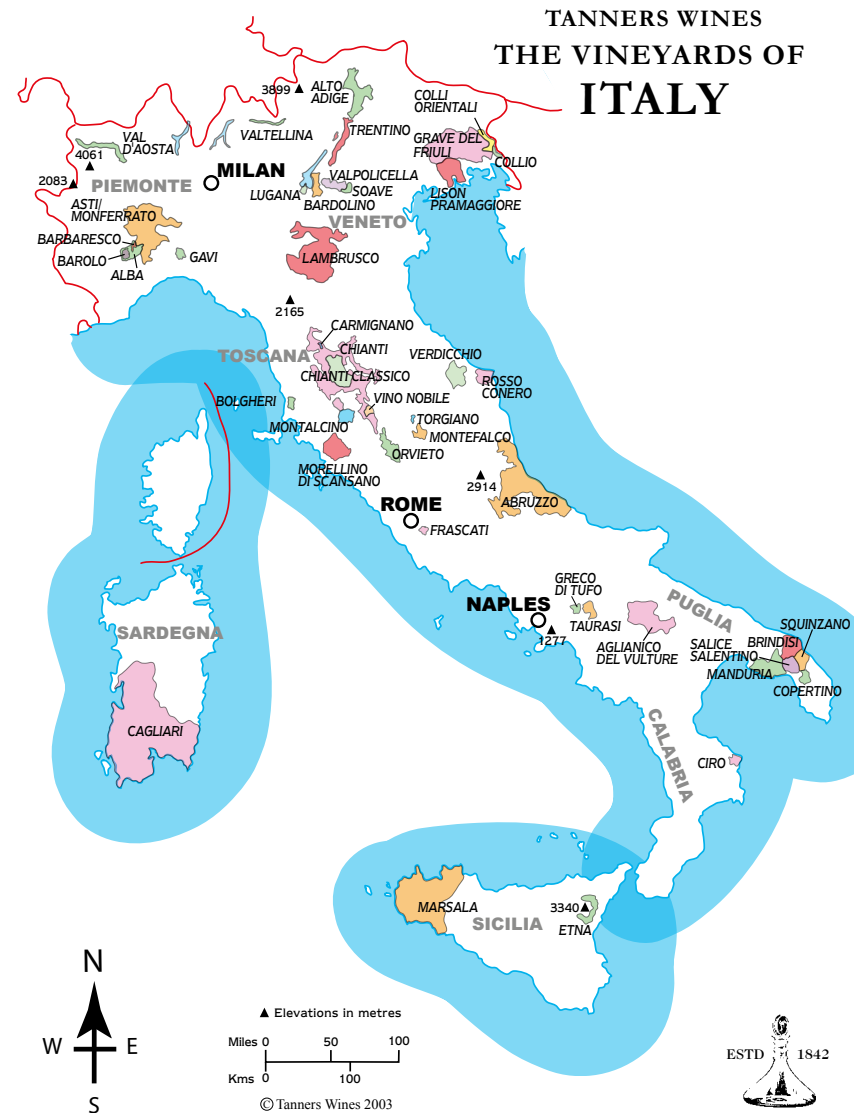 TANNERS WINES
THE VINEYARDS OF
ITALY
3899
ALTO
ADIGE
COLLI
ORIENTALI
VAL
D'AOSTA
VALTELLINA
TRENTINO
GRAVE DEL
FRIULI
COLLIO
4061
2083
PIEMONTE
MILAN
LUGANA
VALPOLICELLA
SOAVE
BARDOLINO
LISON
PRAMAGGIORE
ASTI/
MONFERRATO
VENETO
BARBARESCO
BAROLO
ALBA
GAVI
LAMBRUSCO
2165
CARMIGNANO
TOSCANA
CHIANTI
VERDICCHIO
CHIANTI CLASSICO
ROSSO
CONERO
BOLGHERI
VINO NOBILE
MONTALCINO
TORGIANO
MONTEFALCO
ORVIETO
MORELLINO
DI SCANSANO
2914
ABRUZZO
ROME
FRASCATI
GRECO
DI TUFO
NAPLES
TAURASI
1277
AGLIANICO
DEL VULTURE
PUGLIA
SQUINZANO
BRINDISI
SALICE
SALENTINO
MANDURIA
COPERTINO
SARDEGNA
CAGLIARI
CALABRIA
CIRO
MARSALA
SICILIA
3340
ETNA
N
W E
S
▲ Elevations in metres
Miles 0 50 100
Kms 0 100
© Tanners Wines 2003
ESTD 1842